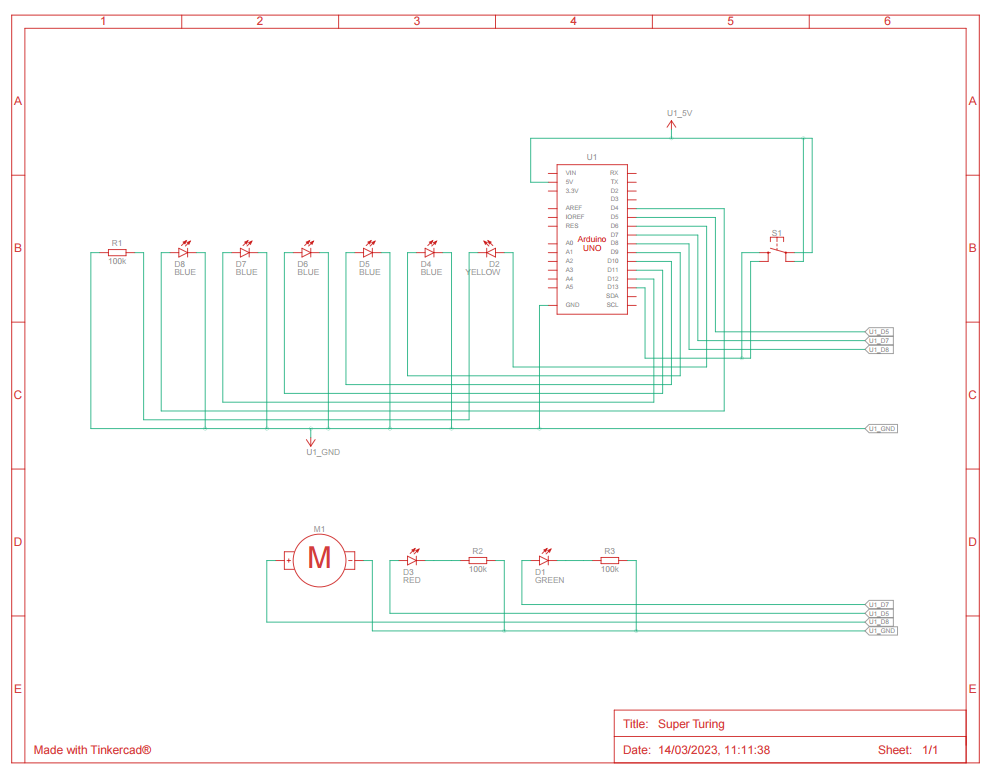 1 2 3 4 5 6
A A
U1_5V
U1
VIN RX
5V TX
3.3V D2
D3
AREF D4
IOREF D5
RES D6
D7
Arduino
UNO
A0 D8
A1 D9
A2 D10
A3 D11
A4 D12
A5 D13
SDA
GND SCL
B B
S1
R1
100k
D8
BLUE
D7
BLUE
D6
BLUE
D5
BLUE
D4
BLUE
D2
YELLOW
U1_D5
U1_D7
U1_D8
C C
U1_GND
U1_GND
D D
M1
+ M -
D3
RED
R2
100k
D1
GREEN
R3
100k
U1_D7
U1_D5
U1_D8
U1_GND
E E
Title: Super Turing
Made with Tinkercad®
Date: 14/03/2023, 11:11:38 Sheet: 1/1